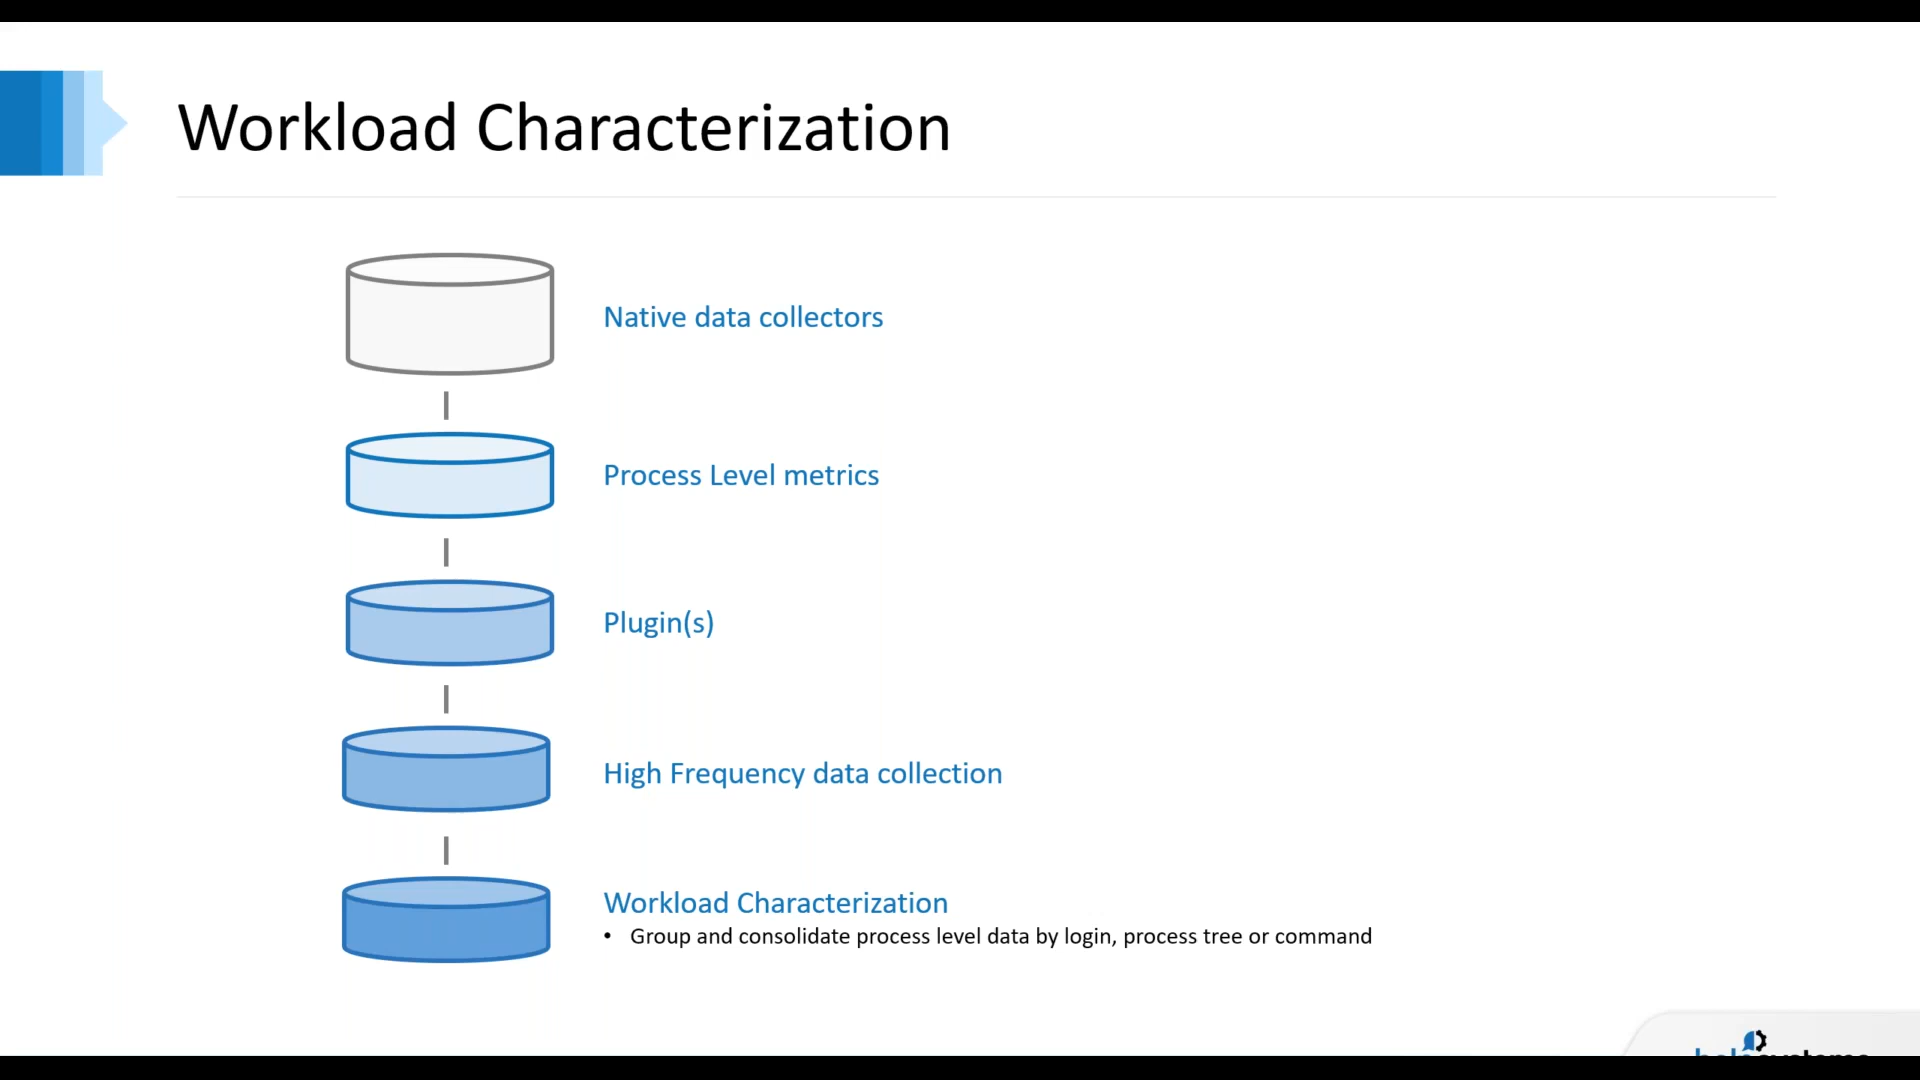 Workload Characterization
Native data collectors
Process Level metrics
Plugin(s)
High Frequency data collection
Workload Characterization
• Group and consolidate process level data by login, process tree or command